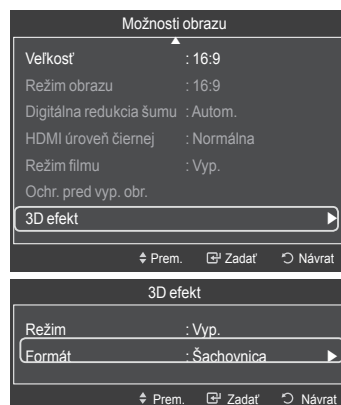 Možnosti obrazu
Veľkosť : 16:9
Režim obrazu : 16:9
Digitálna redukcia šumu : Autom.
HDMI úroveň čiernej : Normálna
Režim filmu : Vyp.
Ochr. pred vyp. obr.
3D efekt
Prem. Zadať Návrat
3D efekt
Režim : Vyp.
Formát : Šachovnica
Prem. Zadať Návrat